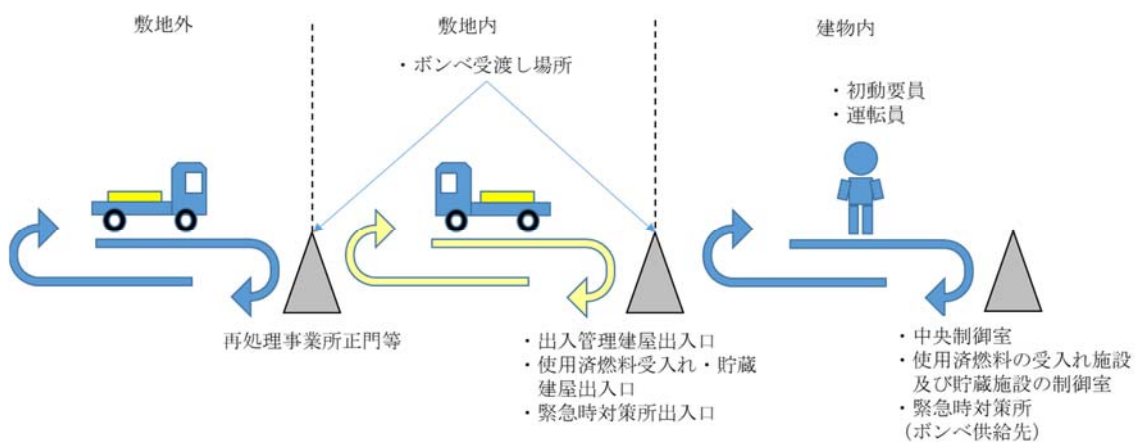 敷地外
敷地内
建物内
・ボンベ受渡し場所
・初動要員
・運転員
再処理事業所正門等
・出入管理建屋出入口
・使用済燃料受入れ・貯蔵
建屋出入口
・緊急時対策所出入口
・中央制御室
・使用済燃料の受入れ施設
及び貯蔵施設の制御室
・緊急時対策所
（ボンベ供給先）